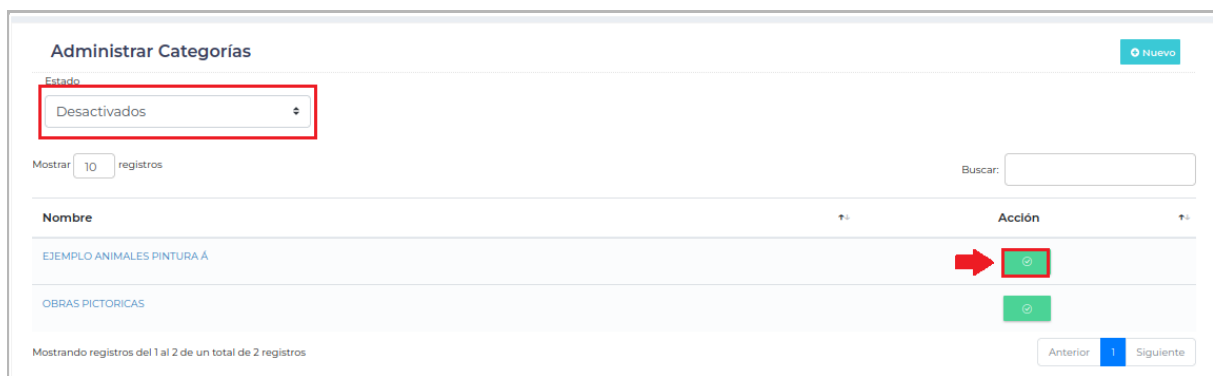 Administrar Categorías
Nuevo
Estado
Desactivados
Mostrar 10 registros
Buscar:
Nombre Acción
EJEMPLO ANIMALES PINTURA Á
OBRAS PICTORICAS
Mostrando registros del 1 al 2 de un total de 2 registros
Anterior 1 Siguiente